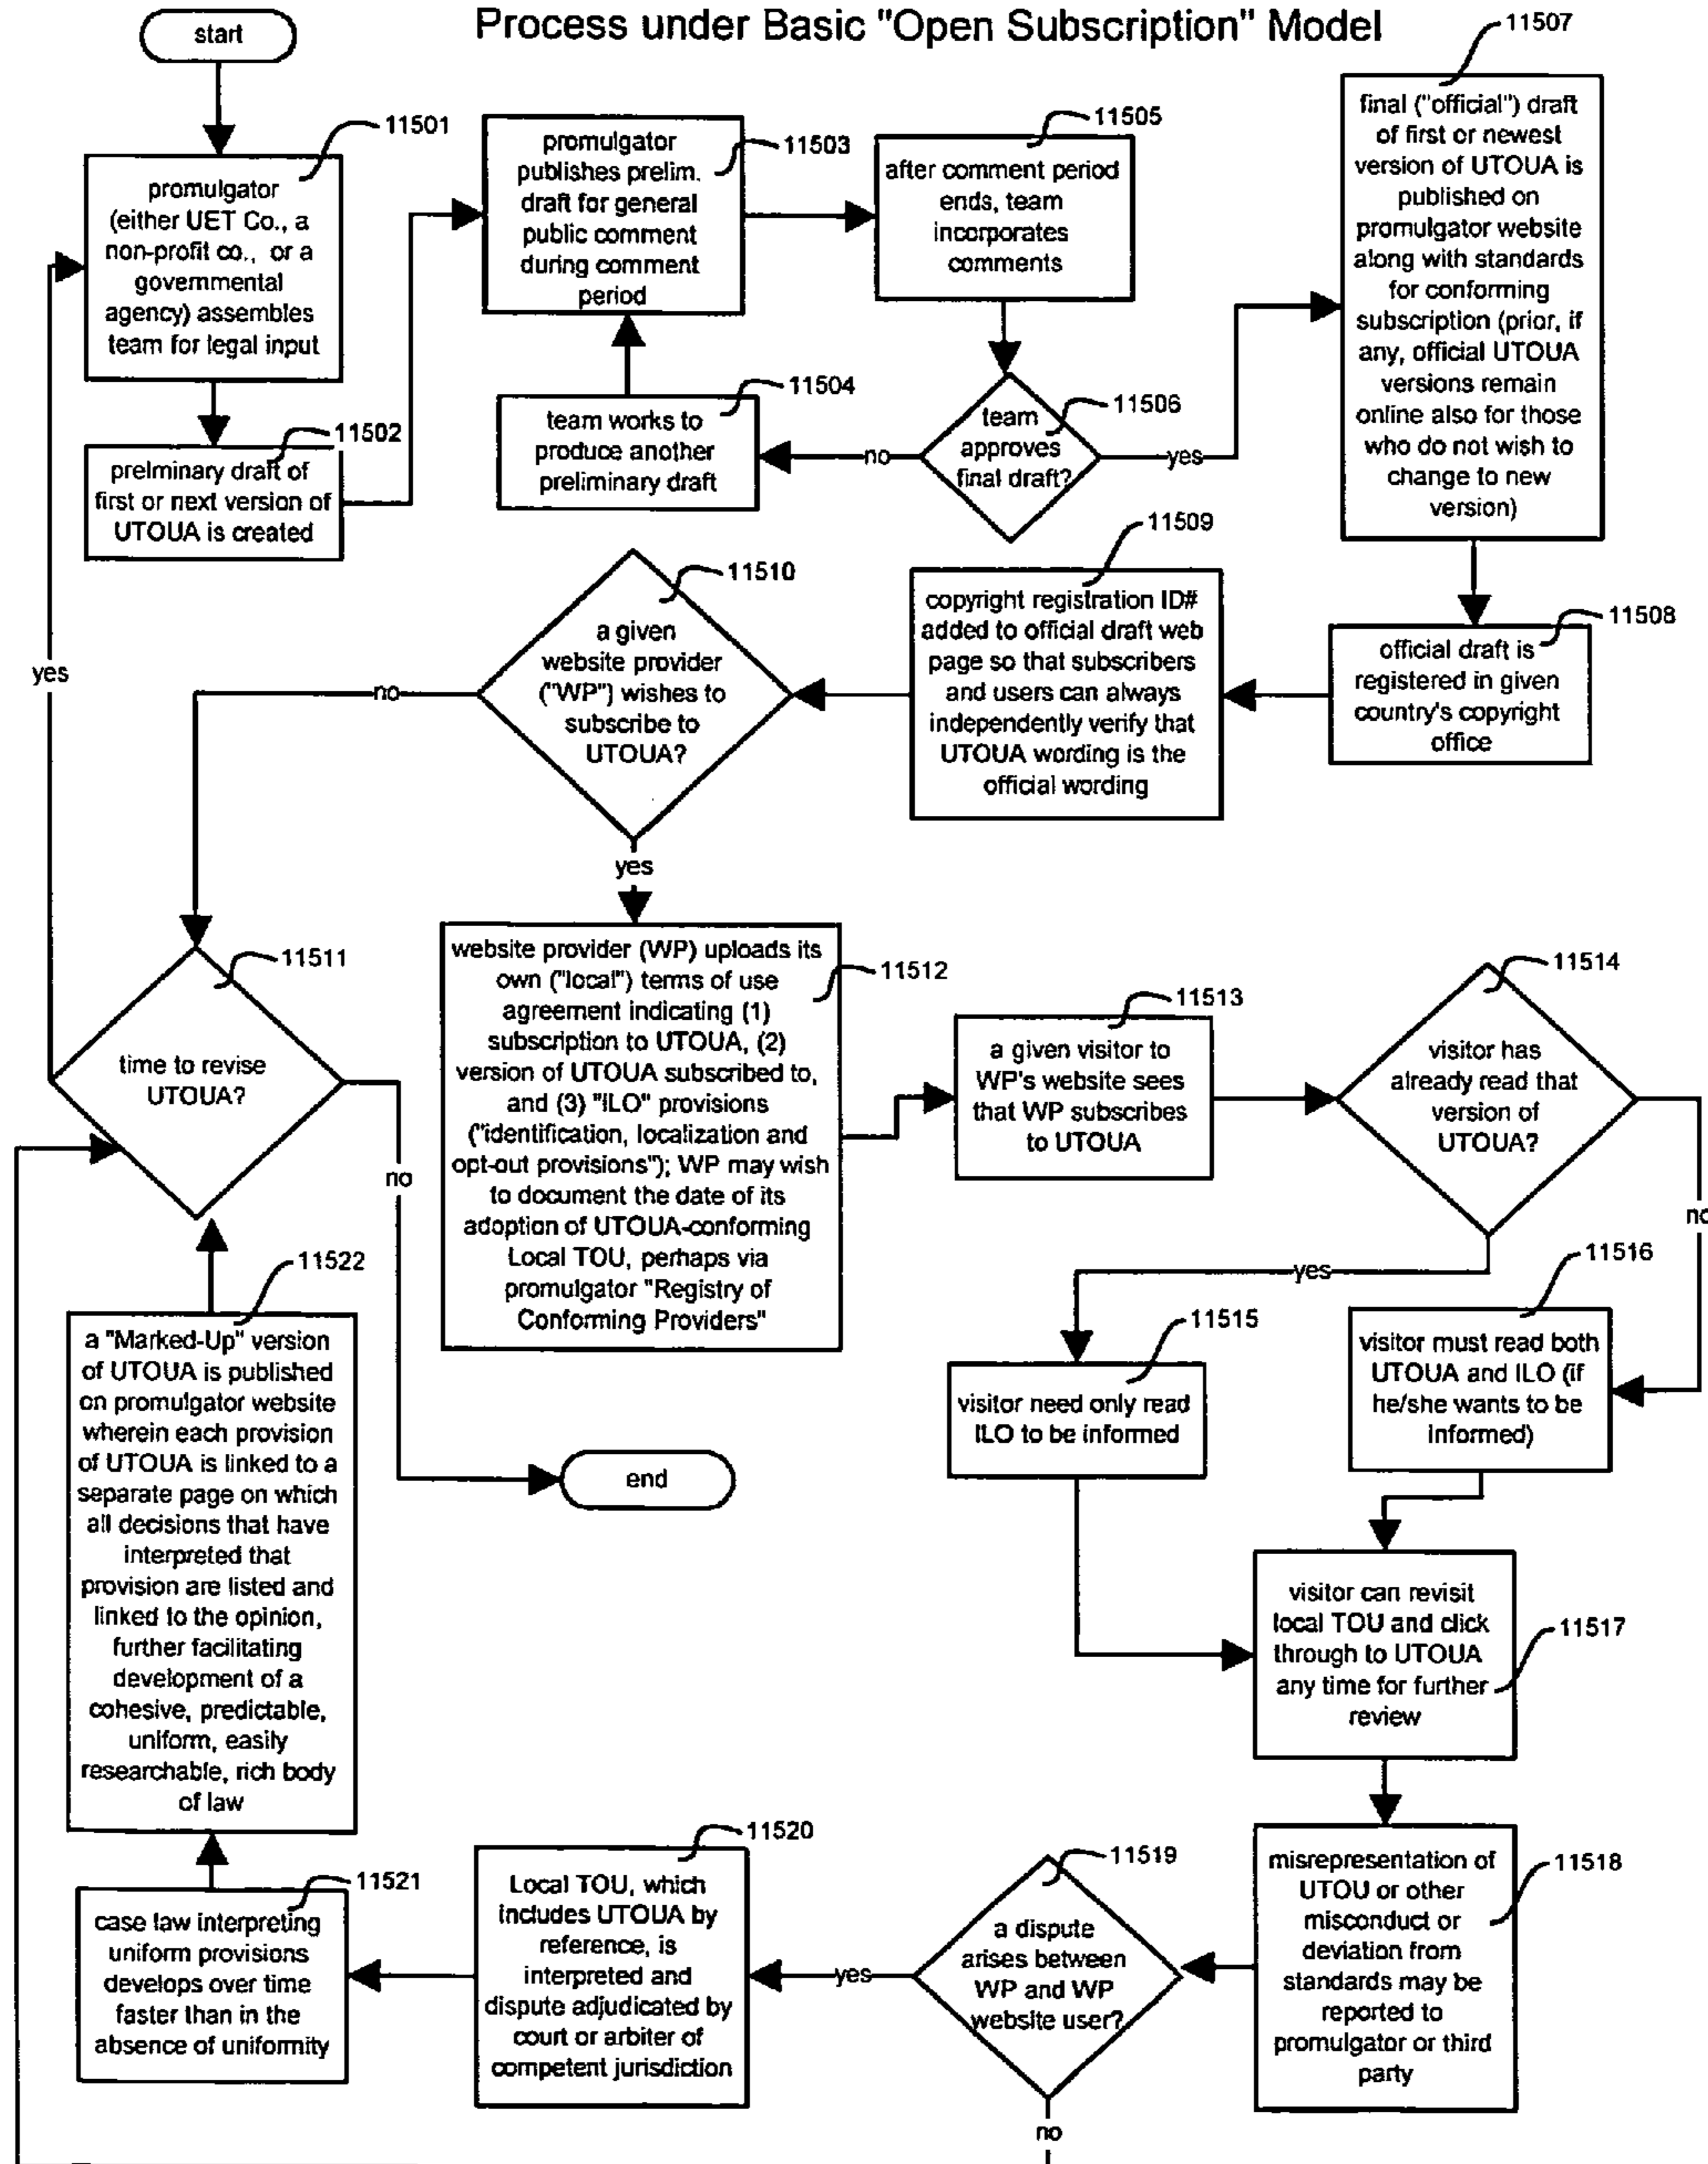 Process under Basic "Open Subscription" Model
start
11501
promulgator
(either UET Co., a
non-profit co., or a
governmental
agency) assembles
team for legal input
11502
prelminary draft of
first or next version of
UTOUA is created
11503
promulgator
publishes prelim.
draft for general
public comment
during comment
period
11504
team works to
produce another
preliminary draft
11505
after comment period
ends, team
incorporates
comments
11506
team
approves
final draft?
no
yes
11507
final ("official") draft
of first or newest
version of UTOUA is
published on
promulgator website
along with standards
for conforming
subscription (prior, if
any, official UTOUA
versions remain
online also for those
who do not wish to
change to new
version)
11508
official draft is
registered in given
country's copyright
office
11509
copyright registration ID#
added to official draft web
page so that subscribers
and users can always
independently verify that
UTOUA wording is the
official wording
11510
a given
website provider
("WP") wishes to
subscribe to
UTOUA?
no
yes
11511
time to revise
UTOUA?
yes
no
end
11512
website provider (WP) uploads its
own ("local") terms of use
agreement indicating (1)
subscription to UTOUA, (2)
version of UTOUA subscribed to,
and (3) "ILO" provisions
("identification, localization and
opt-out provisions"); WP may wish
to document the date of its
adoption of UTOUA-conforming
Local TOU, perhaps via
promulgator "Registry of
Conforming Providers"
11513
a given visitor to
WP's website sees
that WP subscribes
to UTOUA
11514
visitor has
already read that
version of
UTOUA?
yes
no
11515
visitor need only read
ILO to be informed
11516
visitor must read both
UTOUA and ILO (if
he/she wants to be
informed)
11517
visitor can revisit
local TOU and click
through to UTOUA
any time for further
review
11518
misrepresentation of
UTOU or other
misconduct or
deviation from
standards may be
reported to
promulgator or third
party
11519
a dispute
arises between
WP and WP
website user?
yes
no
11520
Local TOU, which
includes UTOUA by
reference, is
interpreted and
dispute adjudicated by
court or arbiter of
competent jurisdiction
11521
case law interpreting
uniform provisions
develops over time
faster than in the
absence of uniformity
11522
a "Marked-Up" version
of UTOUA is published
on promulgator website
wherein each provision
of UTOUA is linked to a
separate page on which
all decisions that have
interpreted that
provision are listed and
linked to the opinion,
further facilitating
development of a
cohesive, predictable,
uniform, easily
researchable, rich body
of law